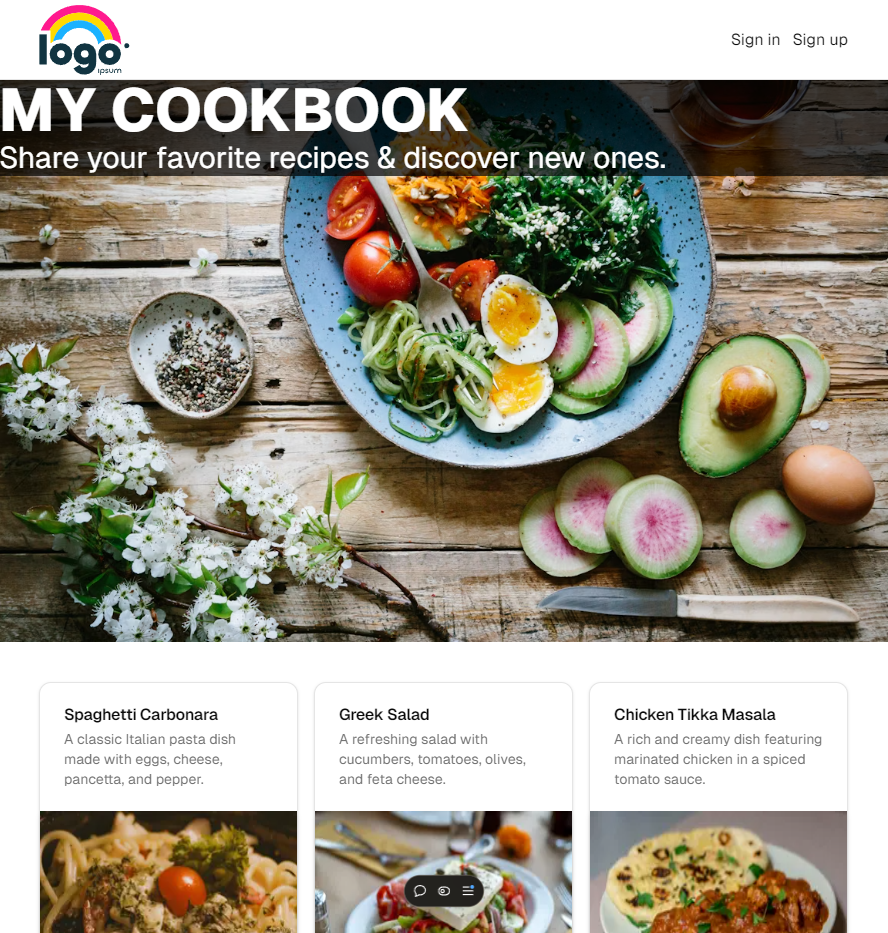 logo
ipsum
Sign in Sign up
MY COOKBOOK
Share your favorite recipes & discover new ones.
Spaghetti Carbonara
A classic Italian pasta dish
made with eggs, cheese,
pancetta, and pepper.
Greek Salad
A refreshing salad with
cucumbers, tomatoes, olives,
and feta cheese.
Chicken Tikka Masala
A rich and creamy dish featuring
marinated chicken in a spiced
tomato sauce.